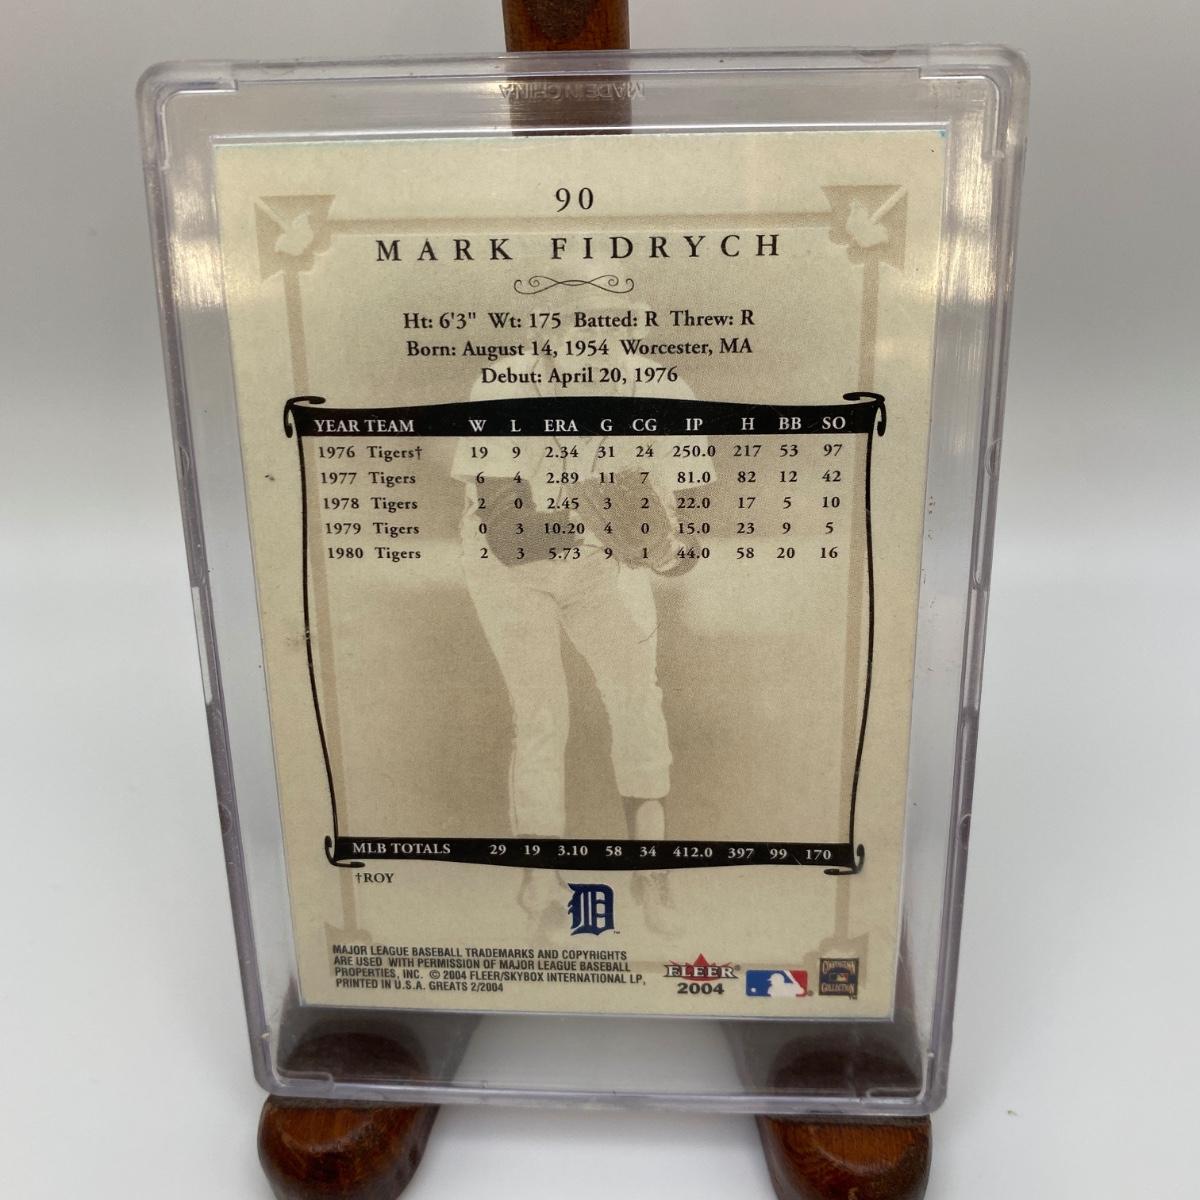 MADE IN CHINA
90
MARK FIDRYCH
Ht: 6'3" Wt: 175 Batted: R Threw: R
Born: August 14, 1954 Worcester, MA
Debut: April 20, 1976
YEAR TEAM W L ERA G CG IP H BB SO
1976 Tigers† 19 9 2.34 31 24 250.0 217 53 97
1977 Tigers 6 4 2.89 11 7 81.0 82 12 42
1978 Tigers 2 0 2.45 3 2 22.0 17 5 10
1979 Tigers 0 3 10.20 4 0 15.0 23 9 5
1980 Tigers 2 3 5.73 9 1 44.0 58 20 16
MLB TOTALS 29 19 3.10 58 34 412.0 397 99 170
†ROY
D
MAJOR LEAGUE BASEBALL TRADEMARKS AND COPYRIGHTS
ARE USED WITH PERMISSION OF MAJOR LEAGUE BASEBALL
PROPERTIES, INC. © 2004 FLEER/SKYBOX INTERNATIONAL LP,
PRINTED IN U.S.A. GREATS 2/2004
FLEER
2004
COOPERSTOWN
COLLECTION